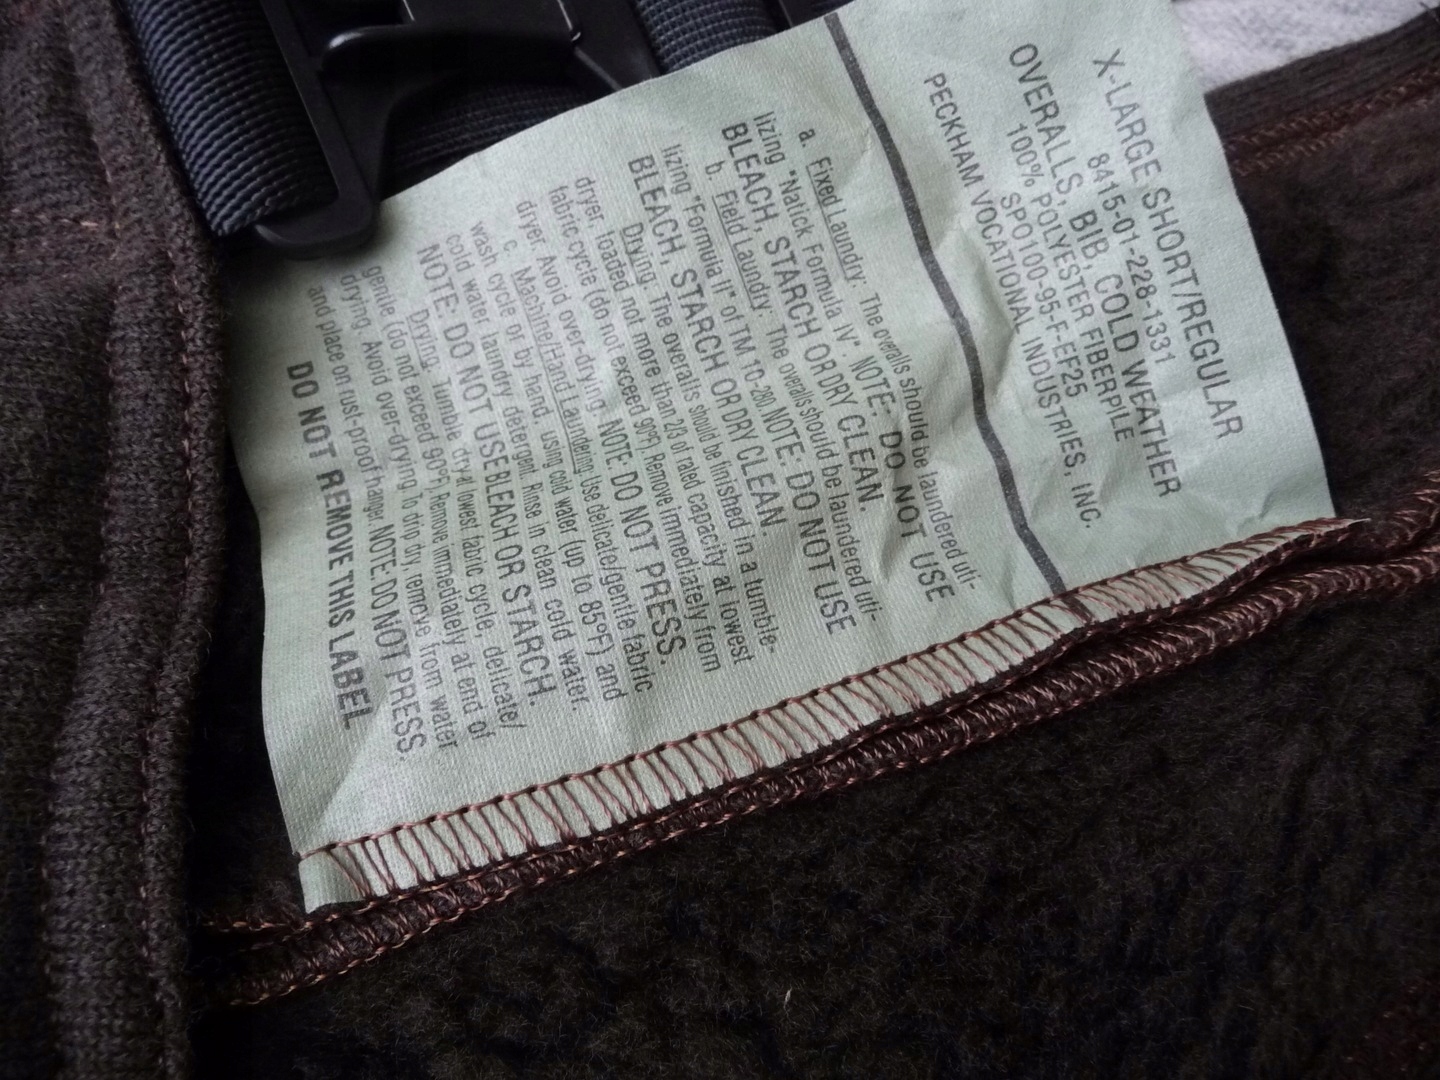 X-LARGE SHORT/REGULAR
8415-01-228-1331
OVERALLS, BIB, COLD WEATHER
100% POLYESTER FIBERPILE
SPO100-95-F-EF25
PECKHAM VOCATIONAL INDUSTRIES, INC.
a. Fixed Laundry: The overalls should be laundered uti-
lizing "Natick Formula IV". NOTE: DO NOT USE
BLEACH, STARCH OR DRY CLEAN.
b. Field Laundry: The overalls should be laundered uti-
lizing "Formula II" of TM 10-280. NOTE: DO NOT USE
BLEACH, STARCH OR DRY CLEAN.
Drying. The overalls should be finished in a tumble-
dryer, loaded not more than 2/3 of rated capacity at lowest
fabric cycle (do not exceed 90°F). Remove immediately from
dryer. Avoid over-drying. NOTE: DO NOT PRESS.
c. Machine/Hand Laundering: Use delicate/gentle fabric
wash cycle or by hand, using cold water (up to 85°F) and
cold water laundry detergent. Rinse in clean cold water.
NOTE: DO NOT USE BLEACH OR STARCH.
Drying: Tumble dry at lowest fabric cycle, delicate/
gentle (do not exceed 90°F). Remove immediately at end of
drying. Avoid over-drying. To drip dry, remove from water
and place on rust-proof hanger. NOTE: DO NOT PRESS.
DO NOT REMOVE THIS LABEL